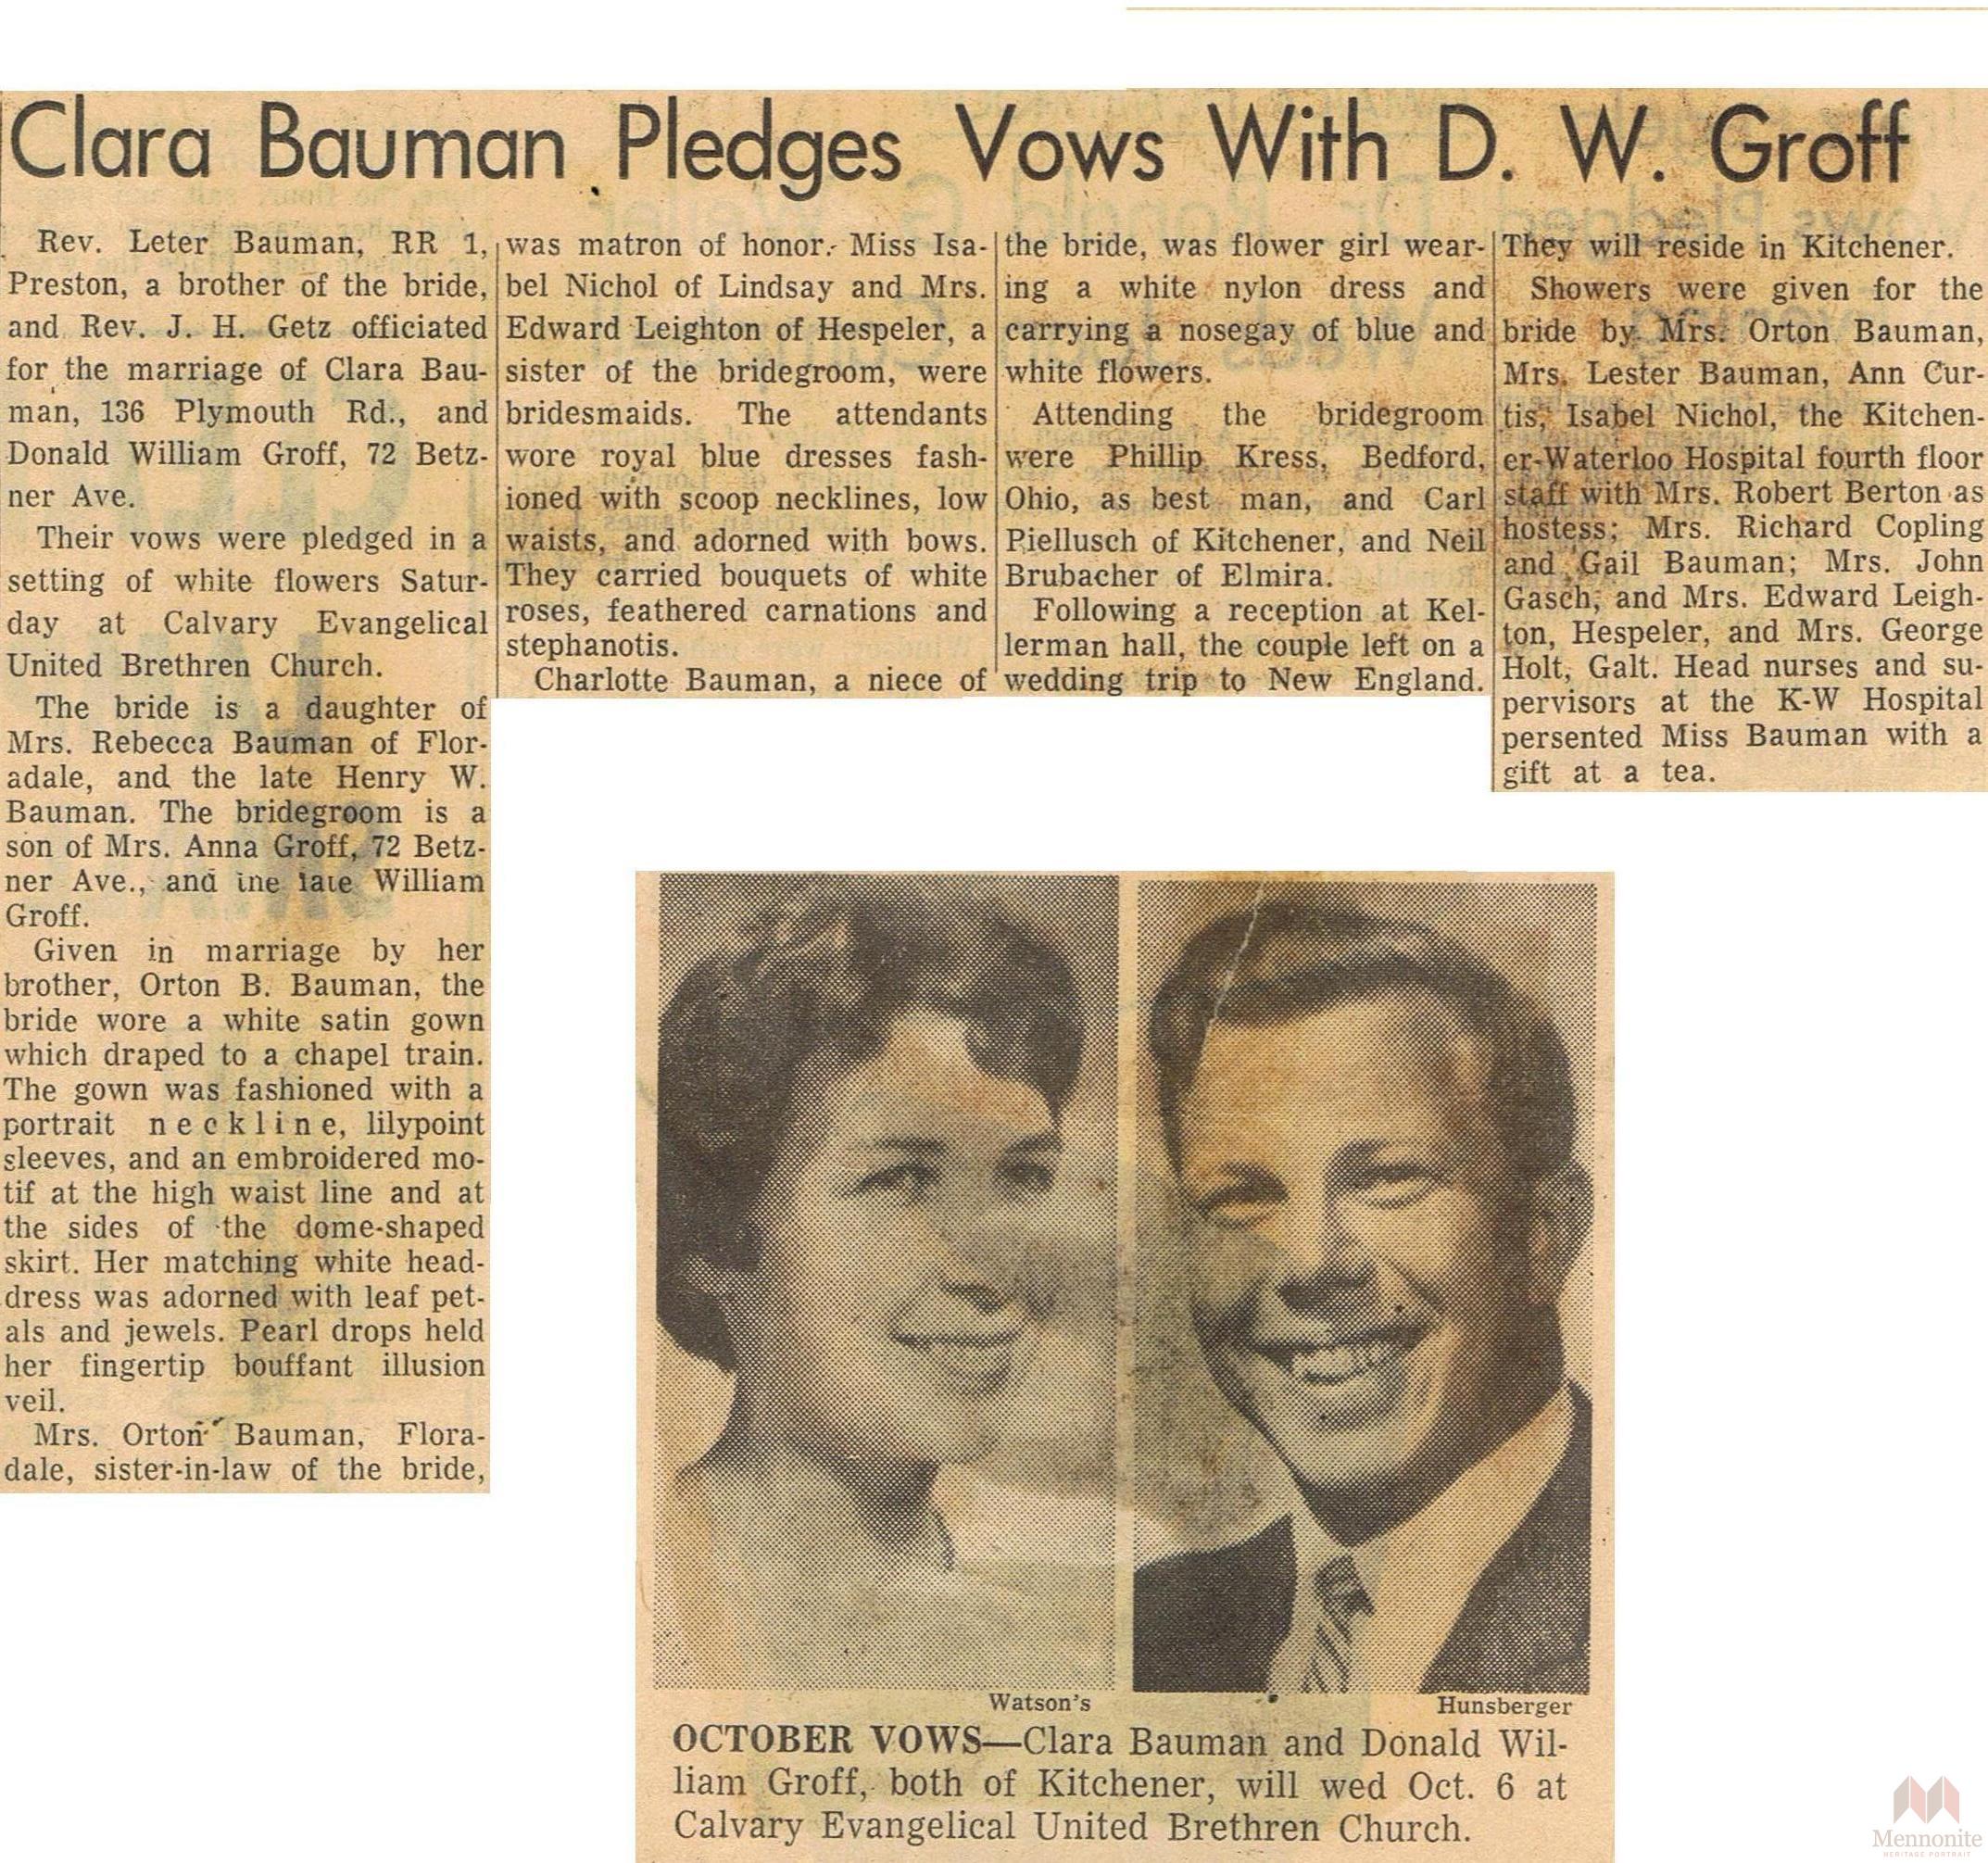 Clara Bauman Pledges Vows With D. W. Groff
Rev. Leter Bauman, RR 1,
Preston, a brother of the bride,
and Rev. J. H. Getz officiated
for the marriage of Clara Bau-
man, 136 Plymouth Rd., and
Donald William Groff, 72 Betz-
ner Ave.
Their vows were pledged in a
setting of white flowers Satur-
day at Calvary Evangelical
United Brethren Church.
The bride is a daughter of
Mrs. Rebecca Bauman of Flor-
adale, and the late Henry W.
Bauman. The bridegroom is a
son of Mrs. Anna Groff, 72 Betz-
ner Ave., and the late William
Groff.
Given in marriage by her
brother, Orton B. Bauman, the
bride wore a white satin gown
which draped to a chapel train.
The gown was fashioned with a
portrait neckline, lilypoint
sleeves, and an embroidered mo-
tif at the high waist line and at
the sides of the dome-shaped
skirt. Her matching white head-
dress was adorned with leaf pet-
als and jewels. Pearl drops held
her fingertip bouffant illusion
veil.
Mrs. Orton Bauman, Flora-
dale, sister-in-law of the bride,
was matron of honor. Miss Isa-
bel Nichol of Lindsay and Mrs.
Edward Leighton of Hespeler, a
sister of the bridegroom, were
bridesmaids. The attendants
wore royal blue dresses fash-
ioned with scoop necklines, low
waists, and adorned with bows.
They carried bouquets of white
roses, feathered carnations and
stephanotis.
Charlotte Bauman, a niece of
the bride, was flower girl wear-
ing a white nylon dress and
carrying a nosegay of blue and
white flowers.
Attending the bridegroom
were Phillip Kress, Bedford,
Ohio, as best man, and Carl
Piellusch of Kitchener, and Neil
Brubacher of Elmira.
Following a reception at Kel-
lerman hall, the couple left on a
wedding trip to New England.
They will reside in Kitchener.
Showers were given for the
bride by Mrs. Orton Bauman,
Mrs. Lester Bauman, Ann Cur-
tis, Isabel Nichol, the Kitchen-
er-Waterloo Hospital fourth floor
staff with Mrs. Robert Berton as
hostess; Mrs. Richard Copling
and Gail Bauman; Mrs. John
Gasch, and Mrs. Edward Leigh-
ton, Hespeler, and Mrs. George
Holt, Galt. Head nurses and su-
pervisors at the K-W Hospital
persented Miss Bauman with a
gift at a tea.
Watson's
Hunsberger
OCTOBER VOWS—Clara Bauman and Donald Wil-
liam Groff, both of Kitchener, will wed Oct. 6 at
Calvary Evangelical United Brethren Church.
Mennonite
HERITAGE PORTRAIT